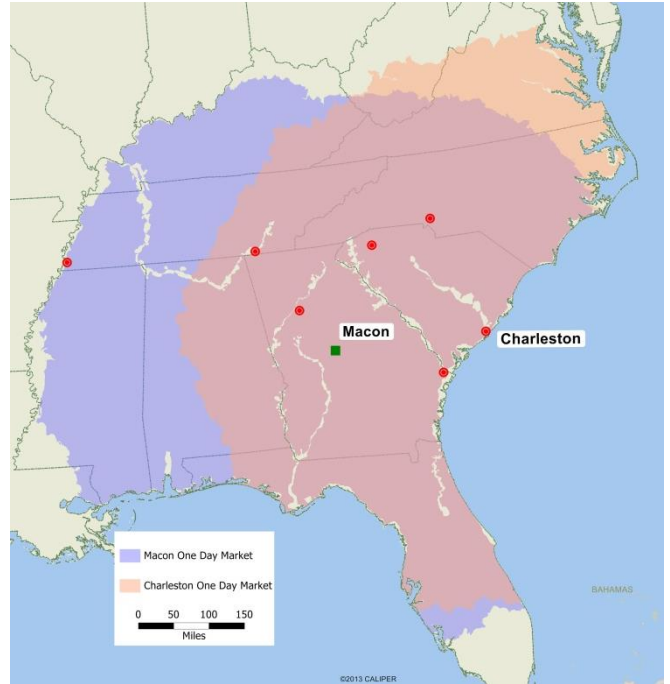 Macon
Charleston
Macon One Day Market
Charleston One Day Market
0 50 100 150
Miles
BAHAMAS
©2013 CALIPER